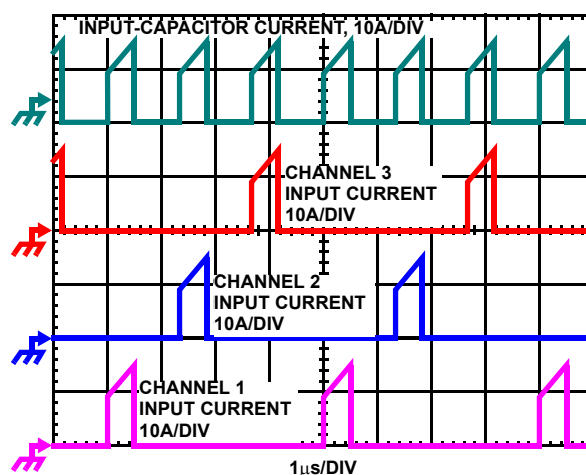 INPUT-CAPACITOR CURRENT, 10A/DIV
CHANNEL 3
INPUT CURRENT
10A/DIV
CHANNEL 2
INPUT CURRENT
10A/DIV
CHANNEL 1
INPUT CURRENT
10A/DIV
1μs/DIV